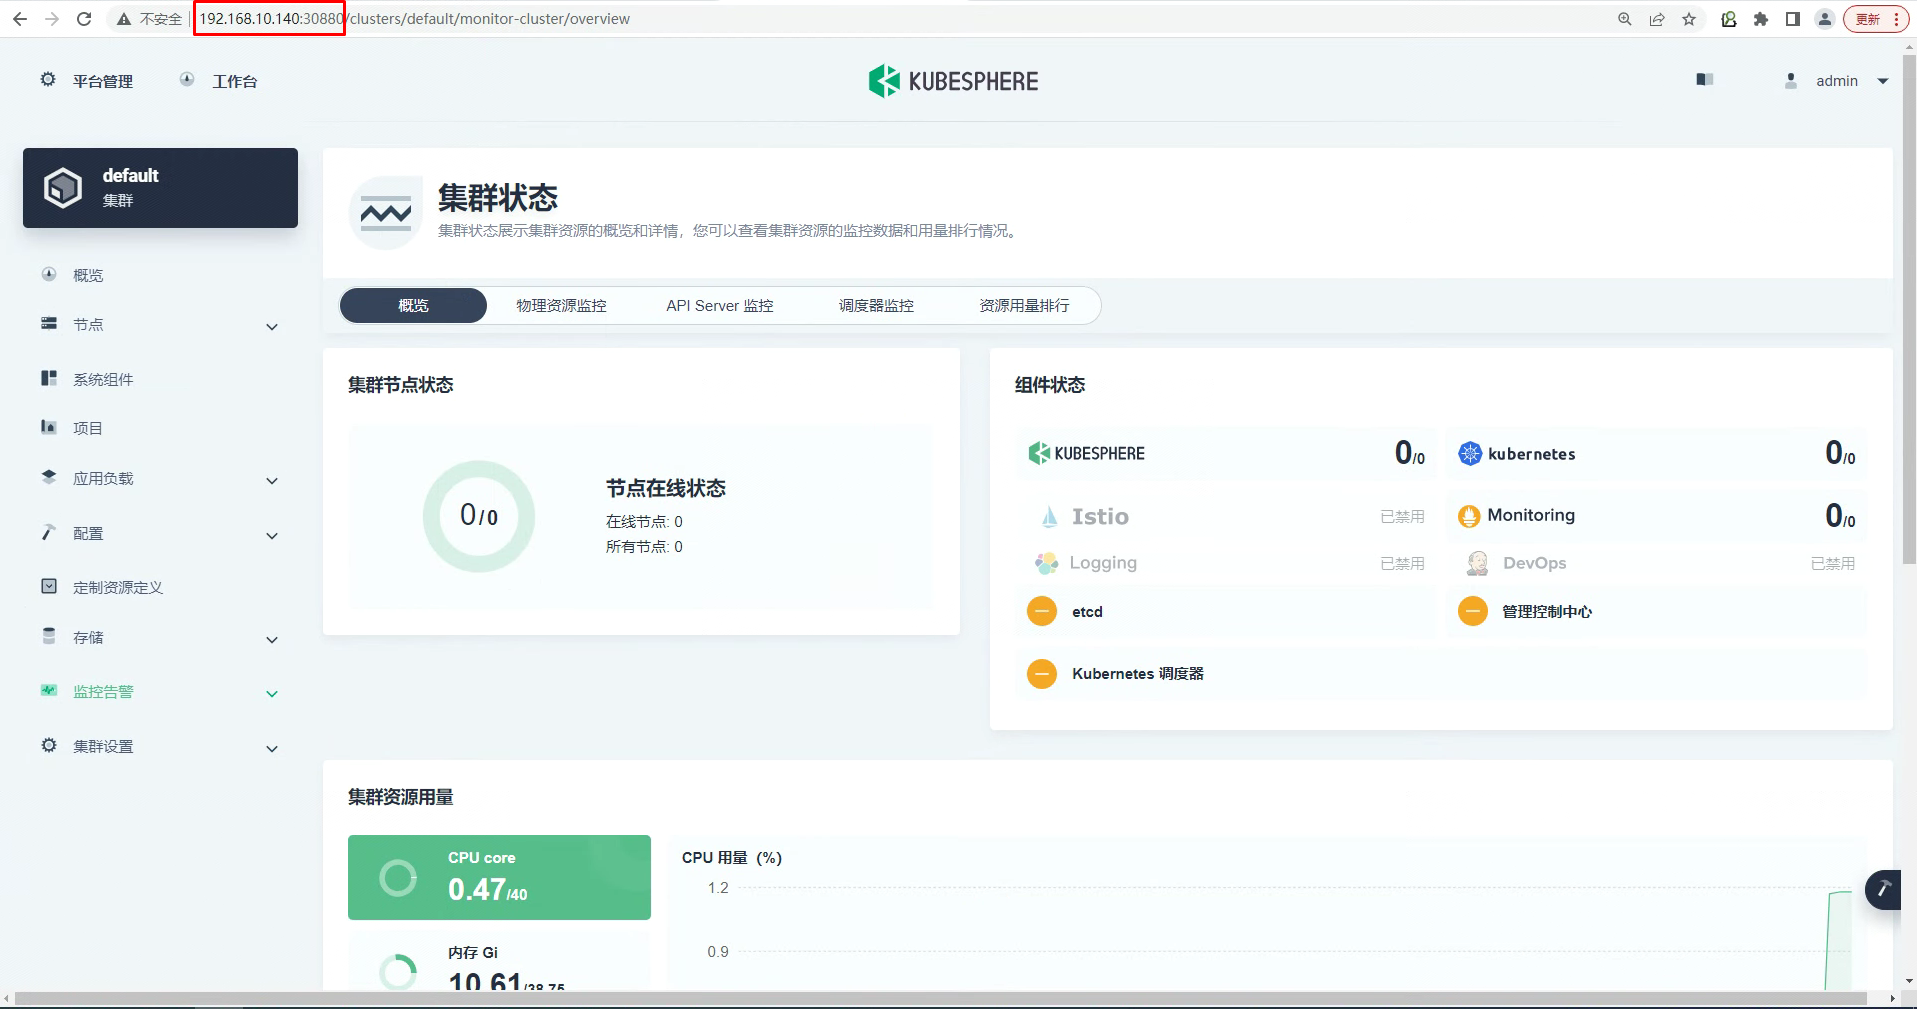 不安全 192.168.10.140:30880/clusters/default/monitor-cluster/overview 更新
平台管理 工作台 KUBESPHERE admin
default
集群
概览
节点
系统组件
项目
应用负载
配置
定制资源定义
存储
监控告警
集群设置
集群状态
集群状态展示集群资源的概览和详情，您可以查看集群资源的监控数据和用量排行情况。
概览 物理资源监控 API Server 监控 调度器监控 资源用量排行
集群节点状态
0/0
节点在线状态
在线节点: 0
所有节点: 0
组件状态
KUBESPHERE 0/0
kubernetes 0/0
Istio 已禁用
Monitoring 0/0
Logging 已禁用
DevOps 已禁用
etcd
管理控制中心
Kubernetes 调度器
集群资源用量
CPU core
0.47/40
内存 Gi
10.61/38.75
CPU 用量（%）
1.2
0.9